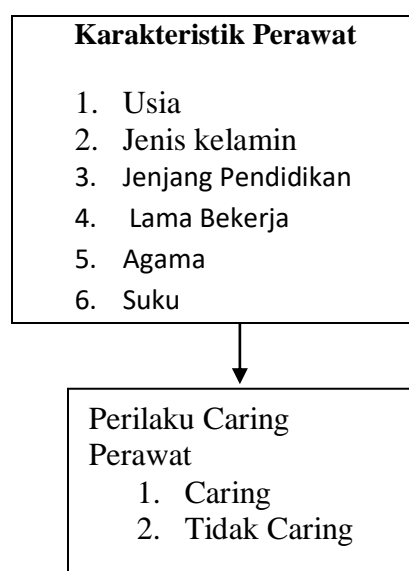 Karakteristik Perawat
1. Usia
2. Jenis kelamin
3. Jenjang Pendidikan
4. Lama Bekerja
5. Agama
6. Suku
Perilaku Caring
Perawat
1. Caring
2. Tidak Caring